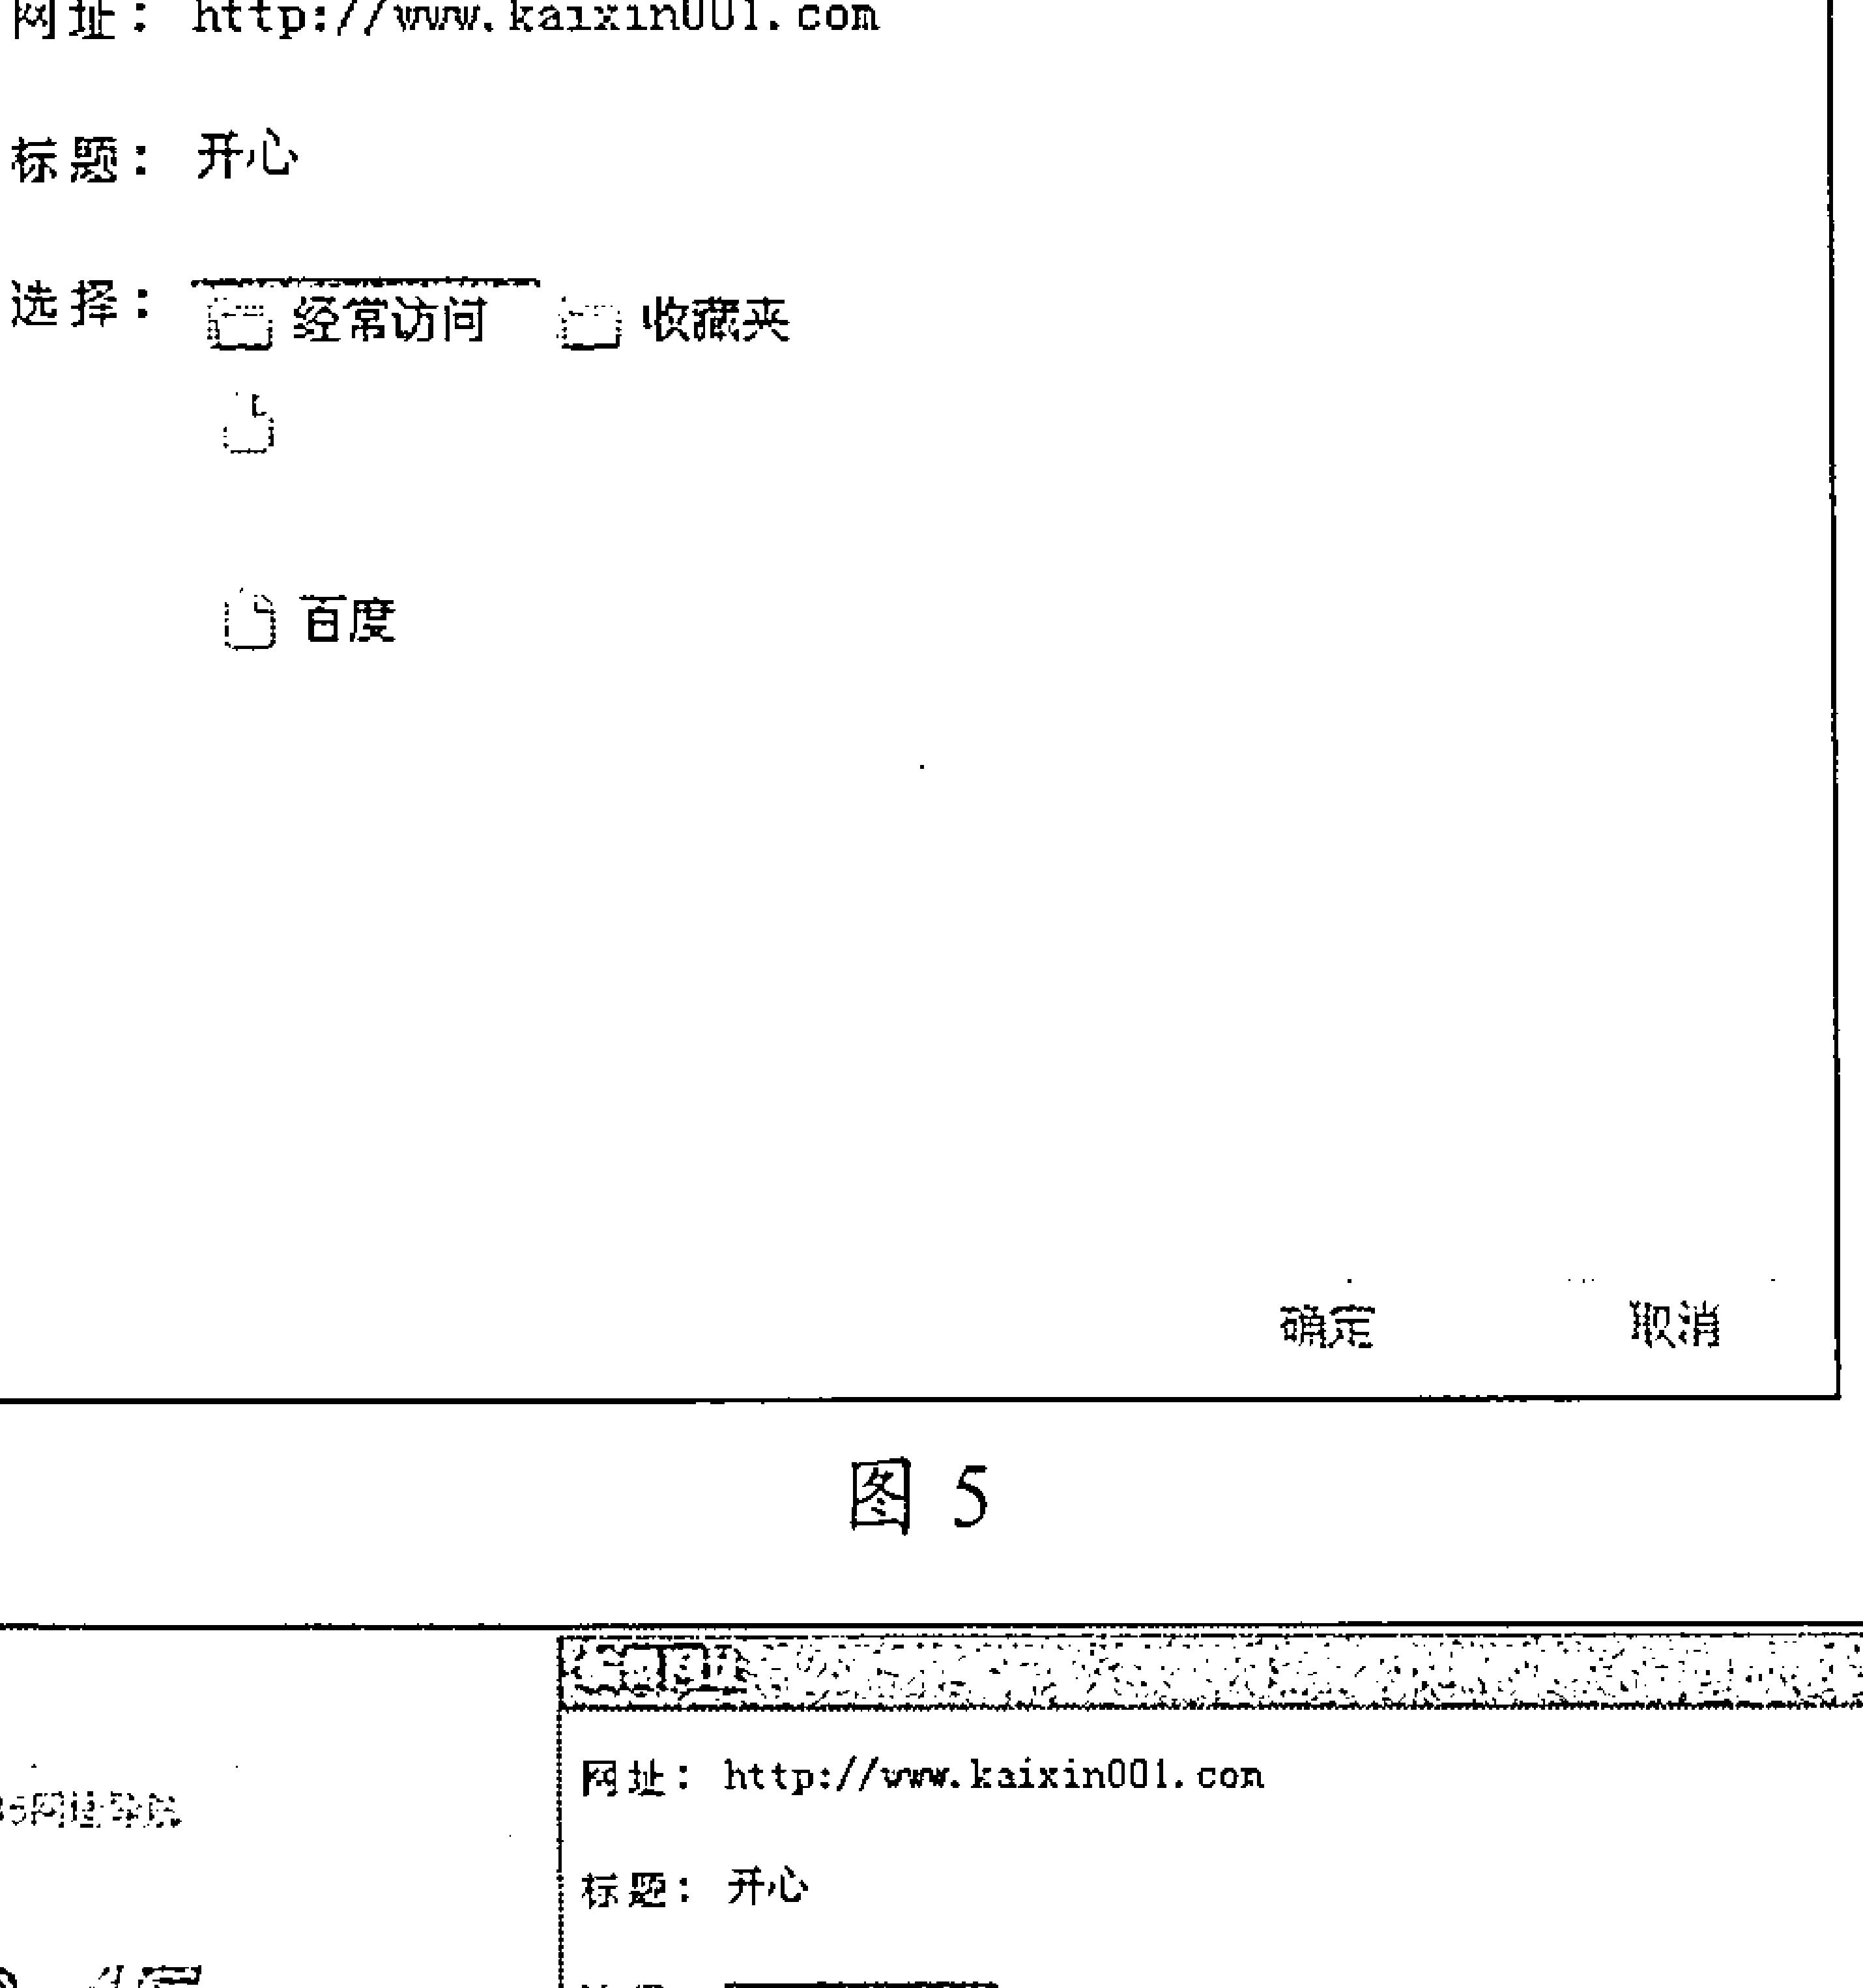 网址： http://www.kaixin001.com
标题： 开心
选择： 经常访问 收藏夹
百度
确定 取消
图 5
网址： http://www.kaixin001.com
标题： 开心